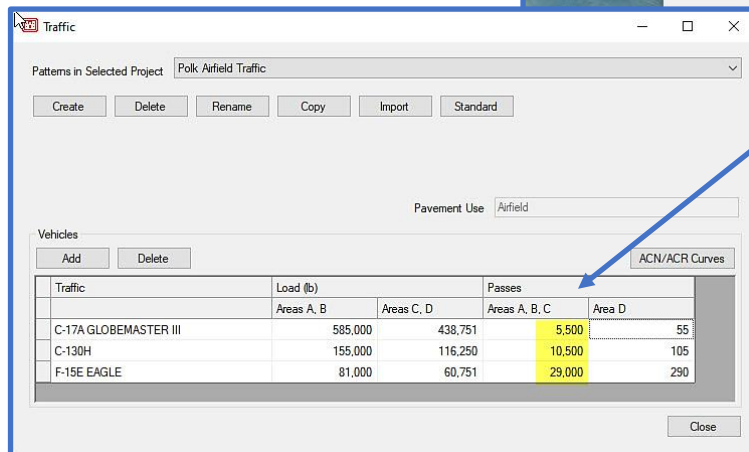 Traffic
Patterns in Selected Project Polk Airfield Traffic
Create Delete Rename Copy Import Standard
Pavement Use Airfield
Vehicles
Add Delete ACN/ACR Curves
Traffic Load (lb) Passes
Areas A, B Areas C, D Areas A, B, C Area D
C-17A GLOBEMASTER III 585,000 438,751 5,500 55
C-130H 155,000 116,250 10,500 105
F-15E EAGLE 81,000 60,751 29,000 290
Close